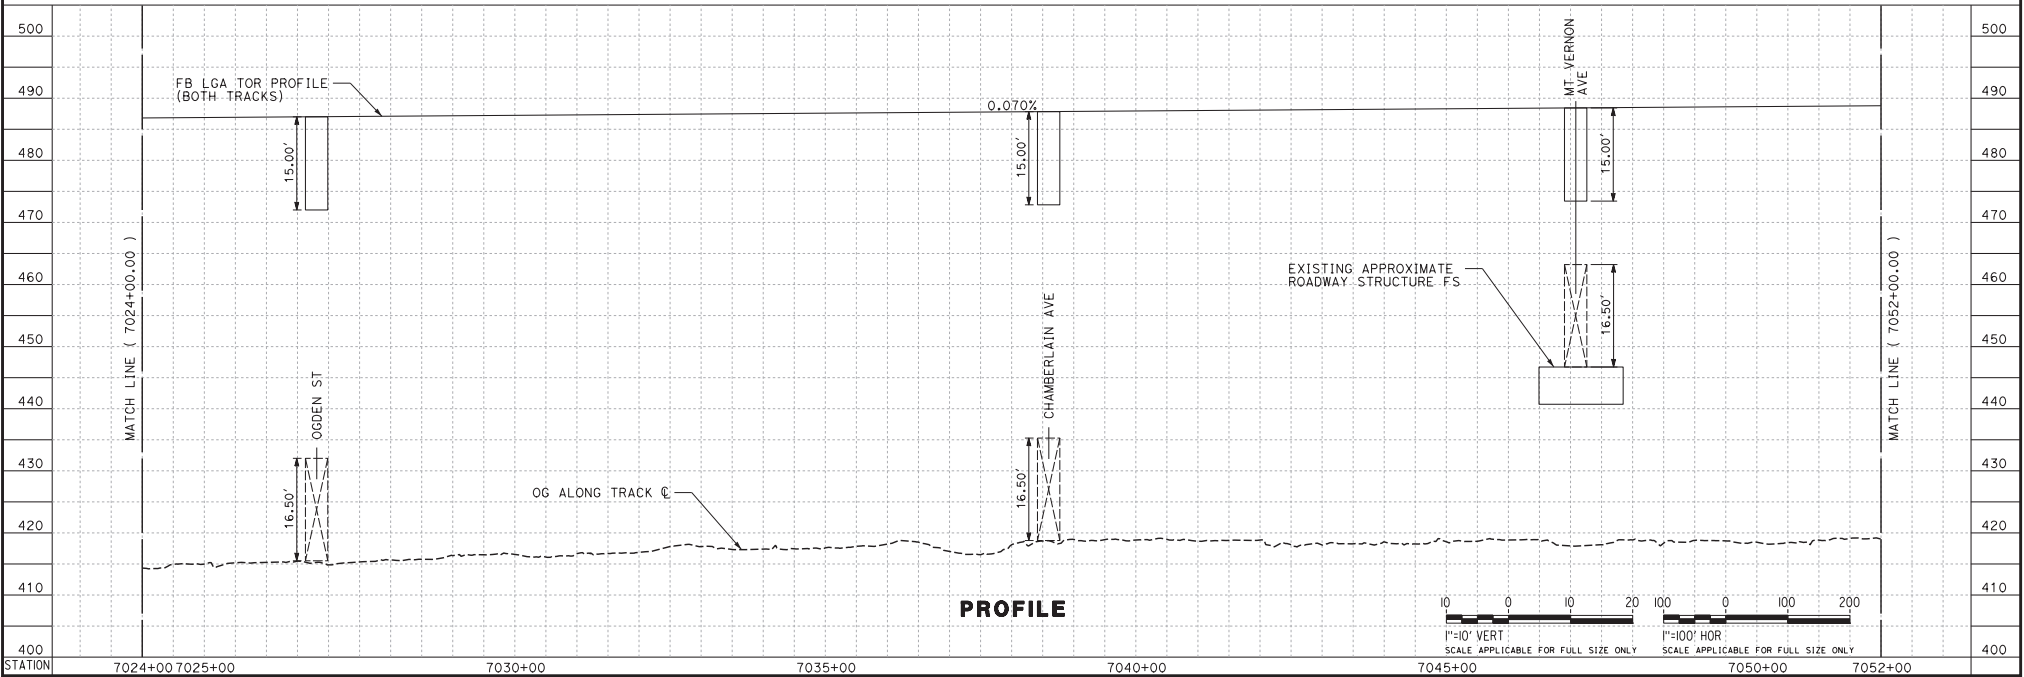 500
490
480
470
460
450
440
430
420
410
400
STATION
MATCH LINE ( 7024+00.00 )
FB LGA TOR PROFILE
(BOTH TRACKS)
15.00'
16.50'
OGDEN ST
OG ALONG TRACK ℄
0.070%
15.00'
16.50'
CHAMBERLAIN AVE
EXISTING APPROXIMATE
ROADWAY STRUCTURE FS
MT VERNON
AVE
15.00'
16.50'
MATCH LINE ( 7052+00.00 )
500
490
480
470
460
450
440
430
420
410
400
PROFILE
10 0 10 20
1"=10' VERT
SCALE APPLICABLE FOR FULL SIZE ONLY
100 0 100 200
1"=100' HOR
SCALE APPLICABLE FOR FULL SIZE ONLY
7024+00 7025+00 7030+00 7035+00 7040+00 7045+00 7050+00 7052+00